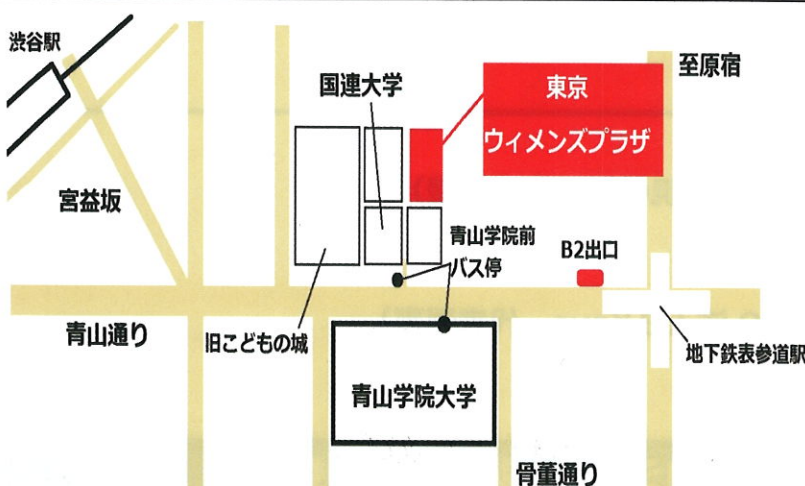 渋谷駅
国連大学
東京
ウィメンズプラザ
至原宿
宮益坂
青山学院前
バス停
B2出口
青山通り
旧こどもの城
地下鉄表参道駅
青山学院大学
骨董通り